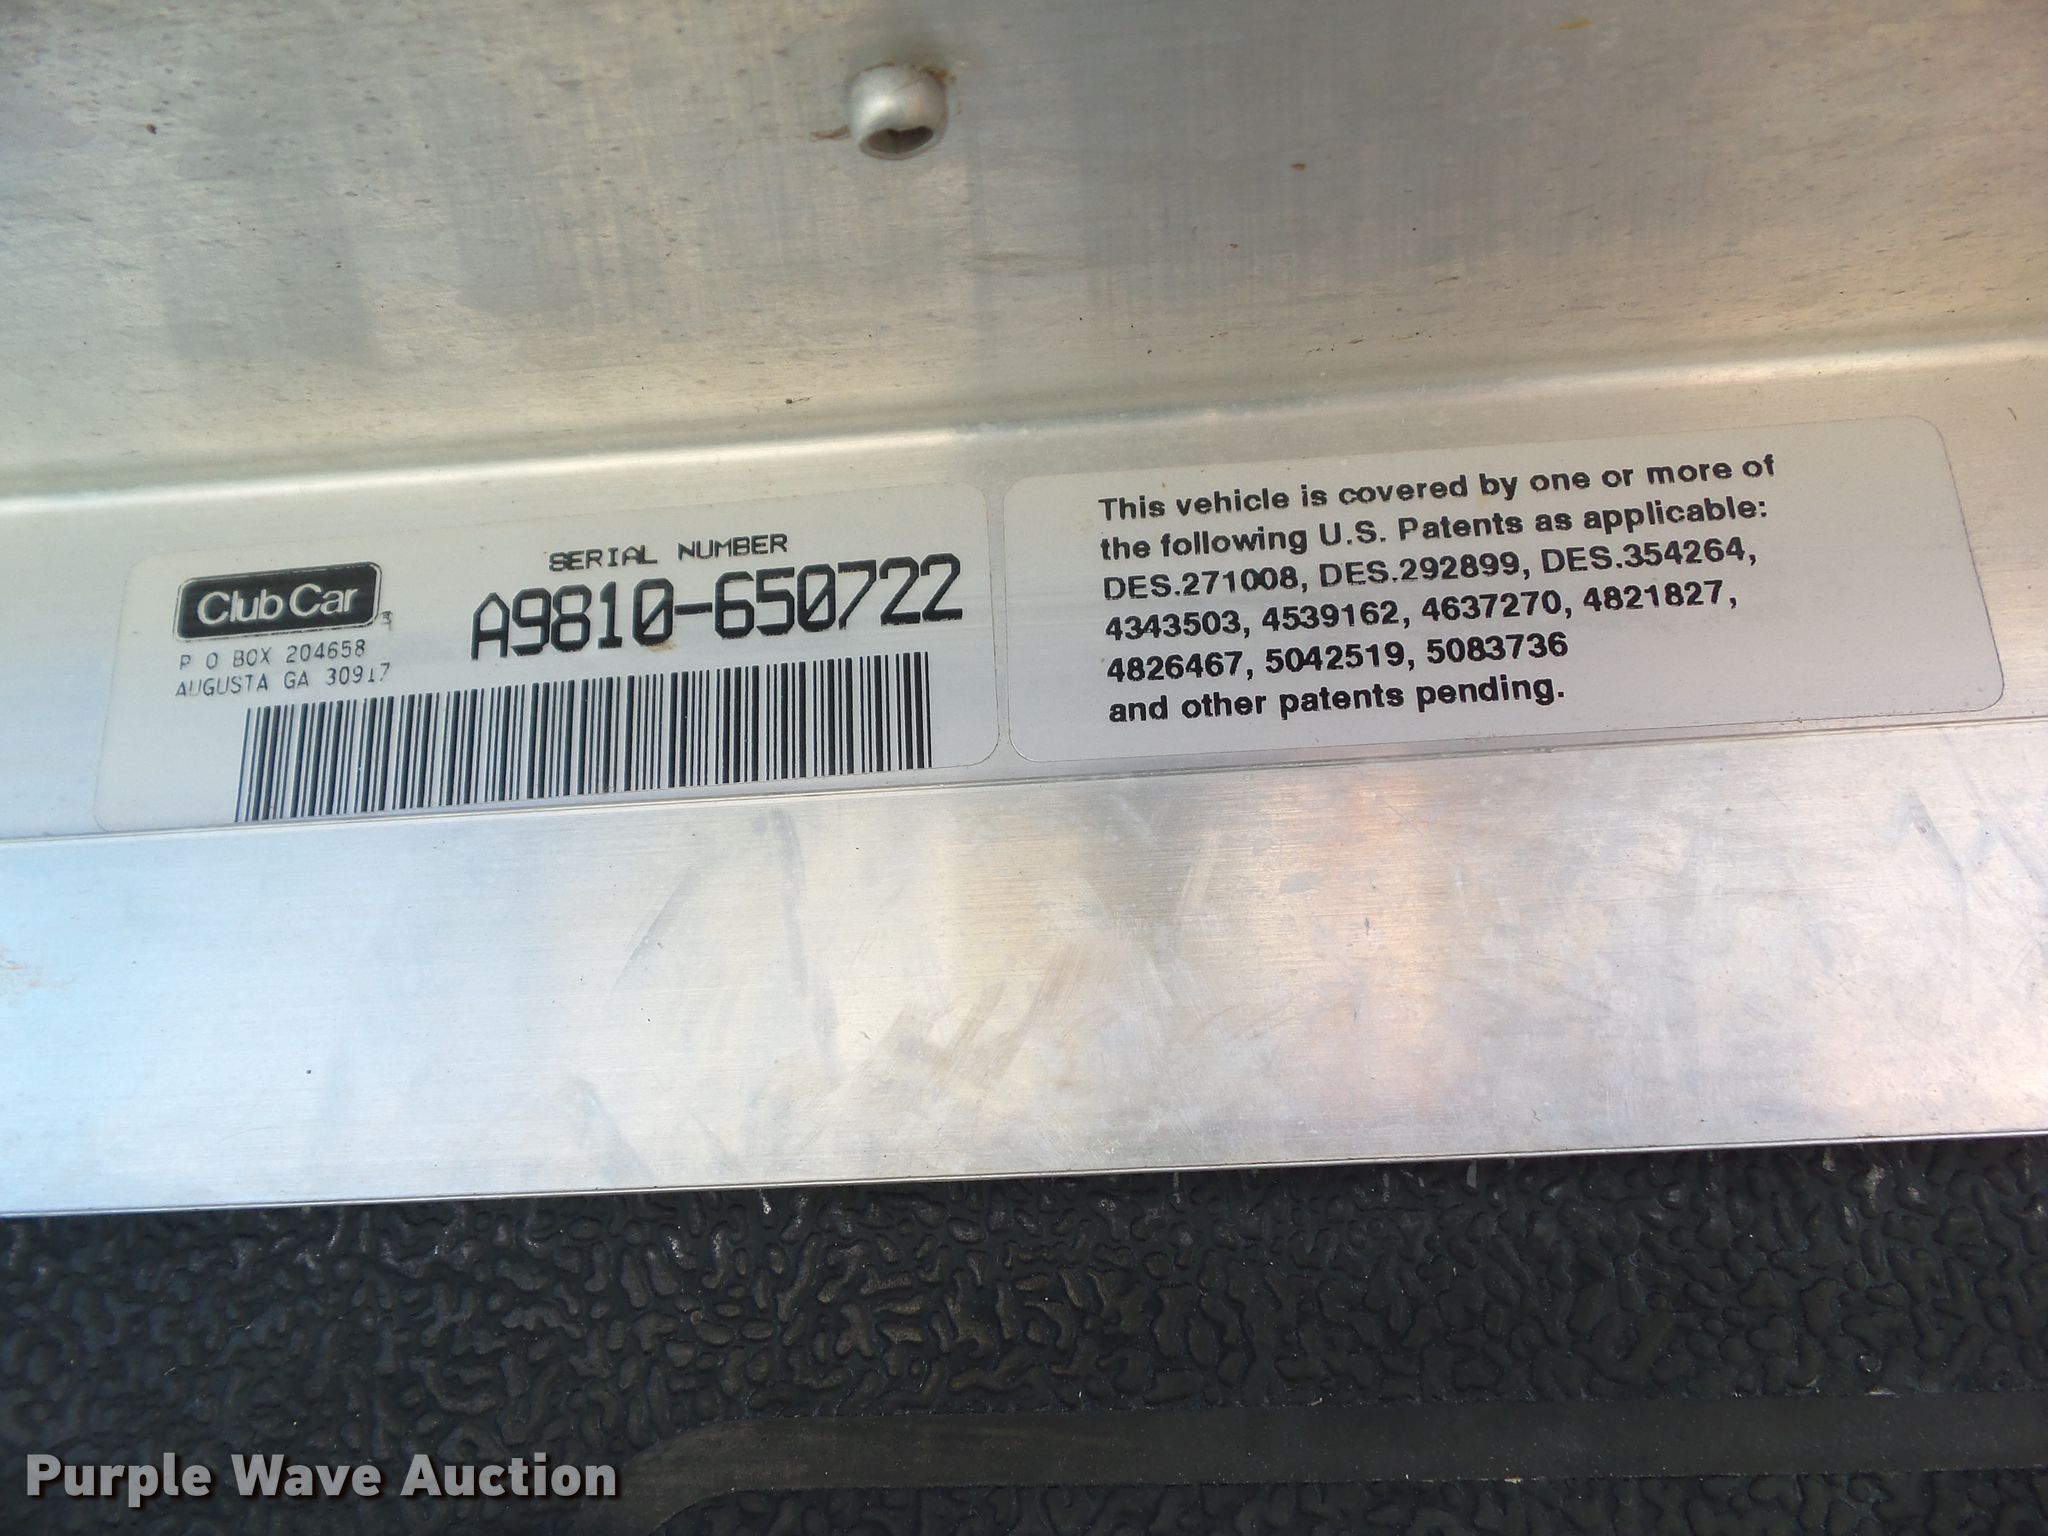 Club Car
P O BOX 204658
AUGUSTA GA 30917
SERIAL NUMBER
A9810-650722
This vehicle is covered by one or more of
the following U.S. Patents as applicable:
DES.271008, DES.292899, DES.354264,
4343503, 4539162, 4637270, 4821827,
4826467, 5042519, 5083736
and other patents pending.
Purple Wave Auction